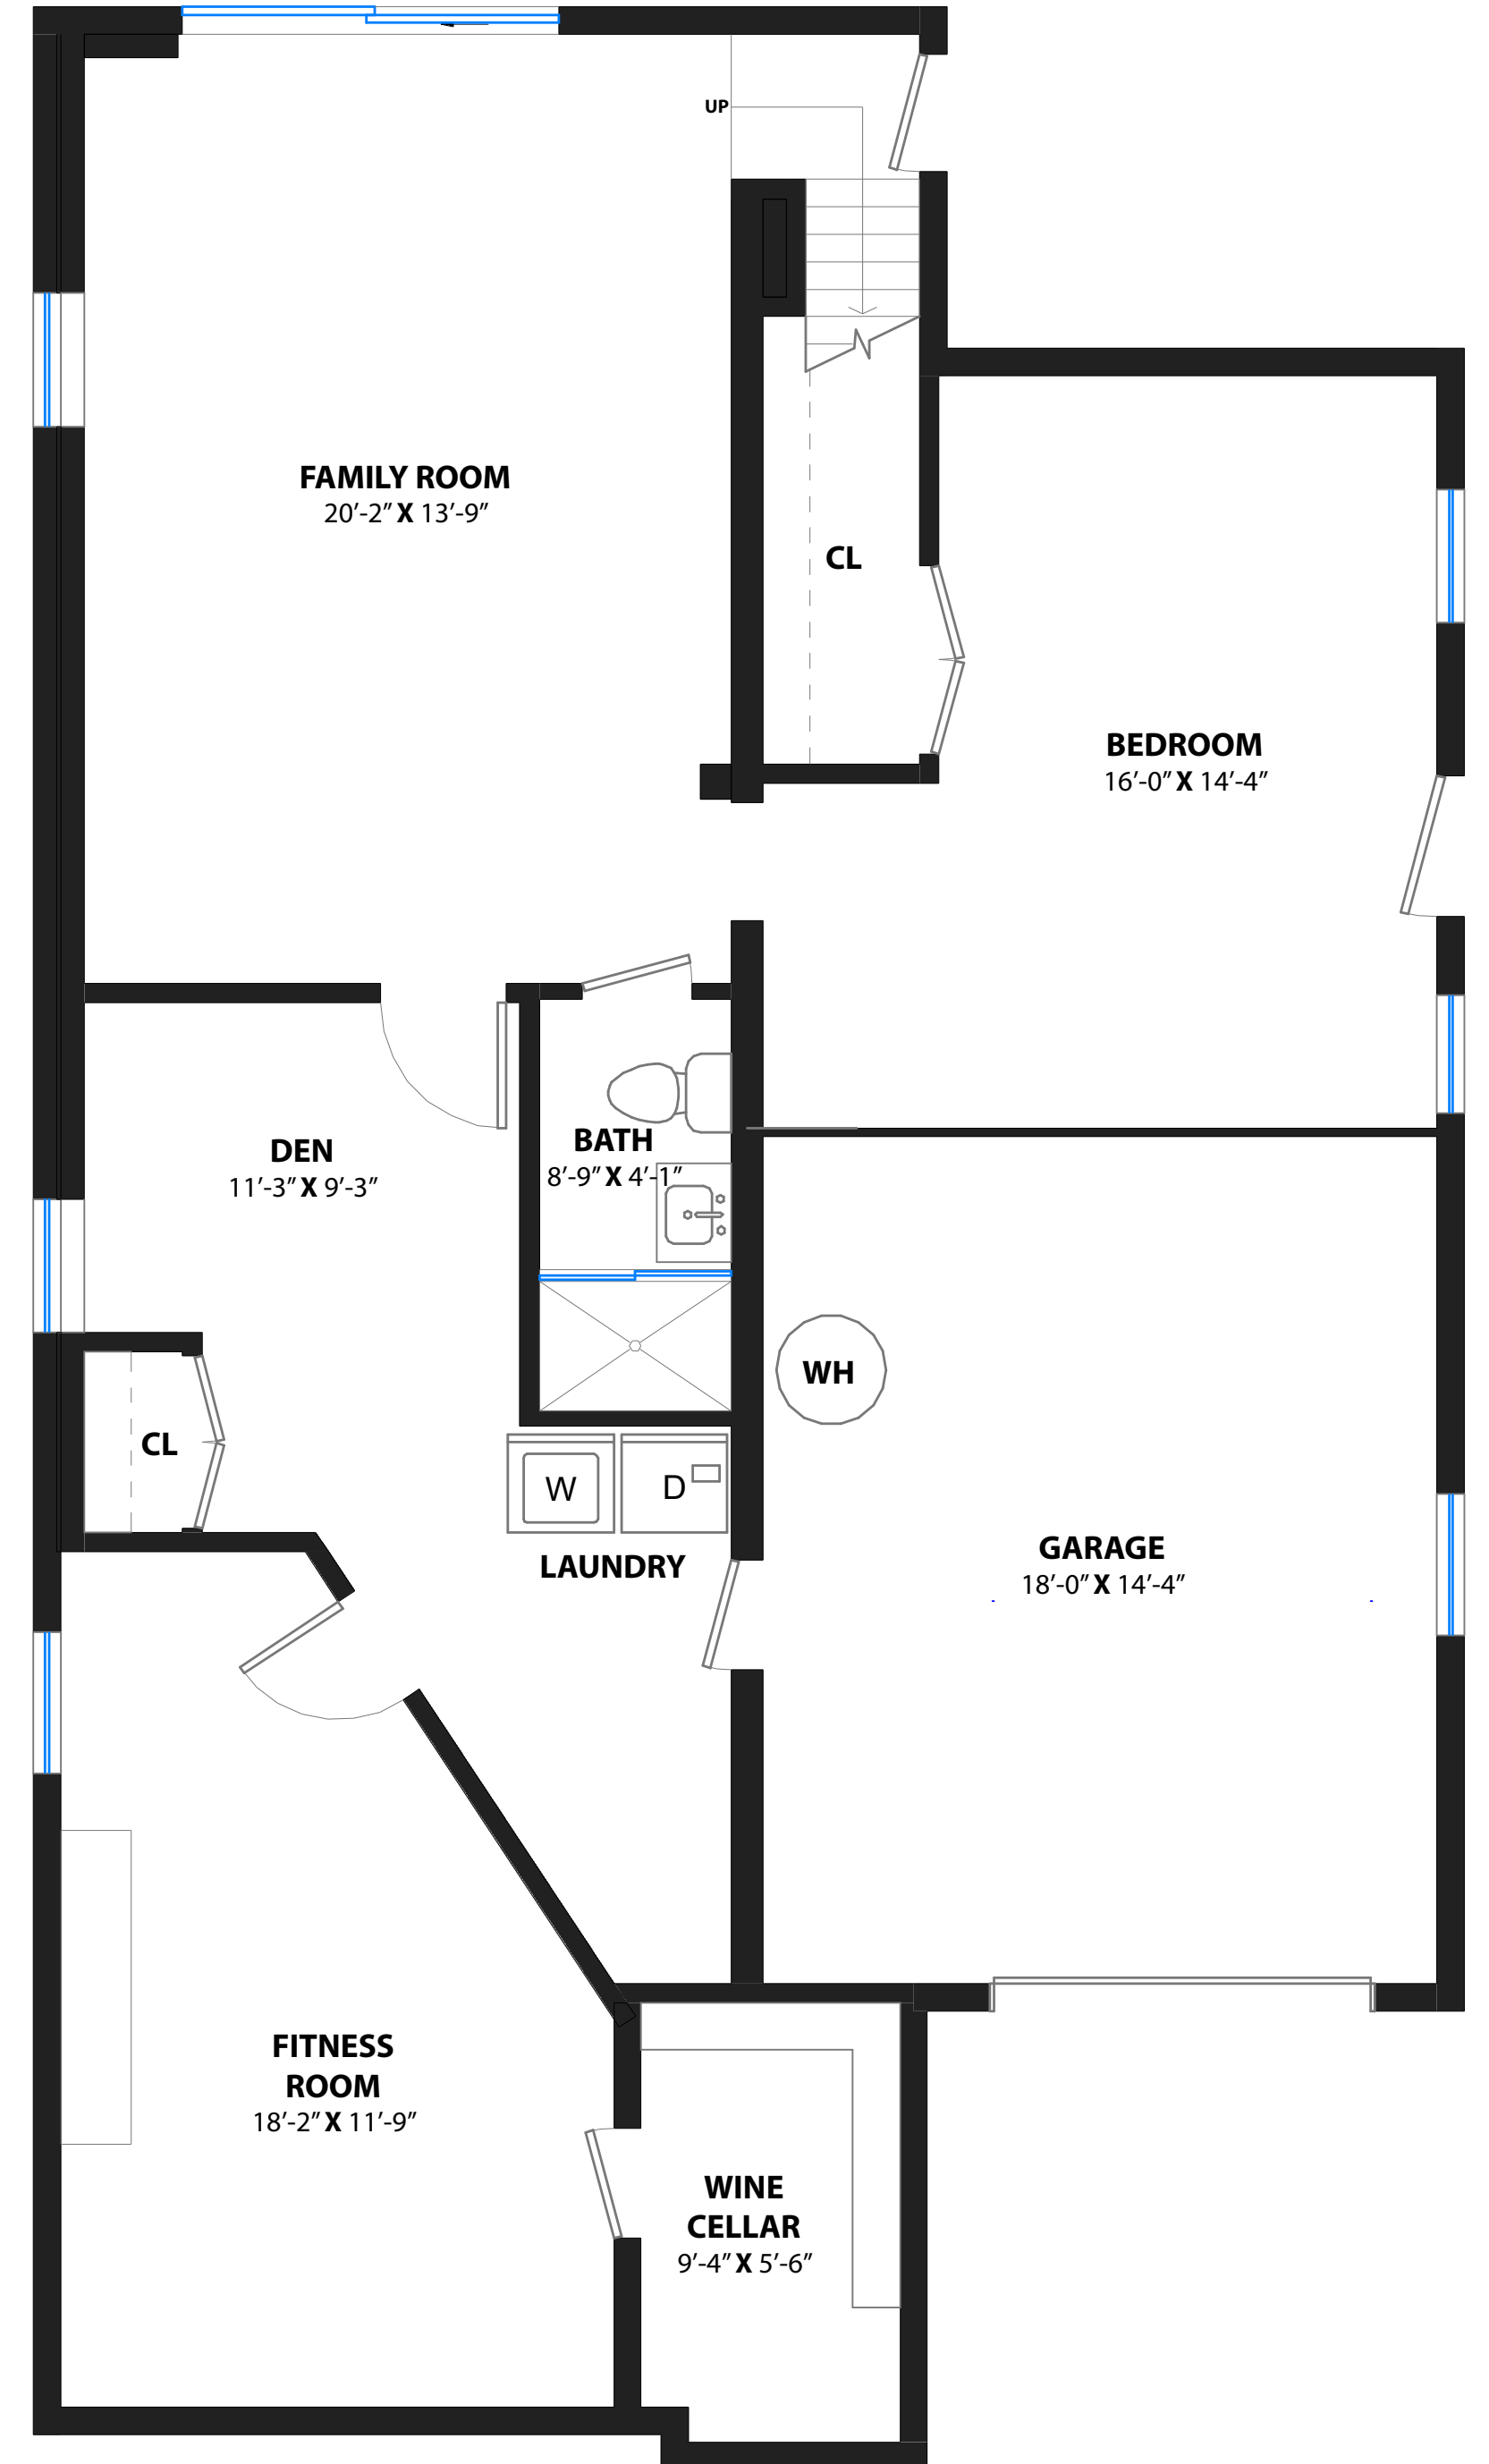 UP
FAMILY ROOM
20’-2” X 13’-9”
CL
BEDROOM
16’-0” X 14’-4”
BATH
8’-9” X 4’-1”
DEN
11’-3” X 9’-3”
WH
CL
W
D
LAUNDRY
GARAGE
18’-0” X 14’-4”
FITNESS
ROOM
18’-2” X 11’-9”
WINE
CELLAR
9’-4” X 5’-6”